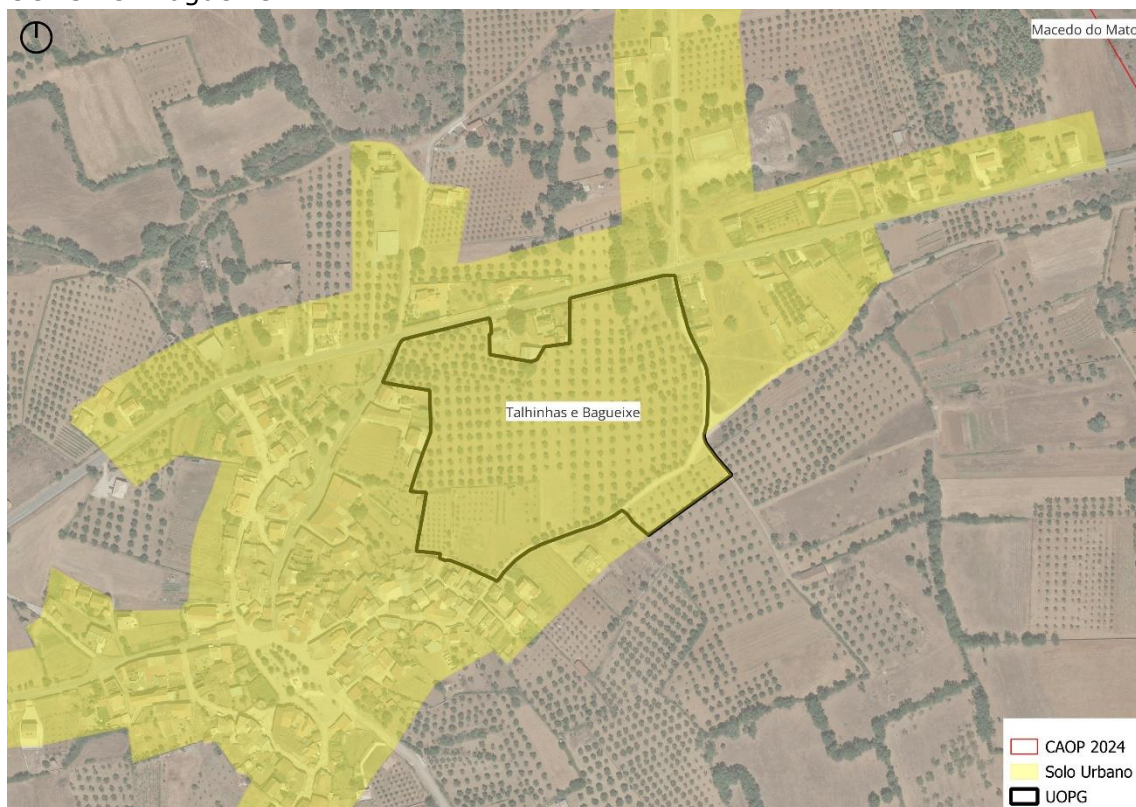 Macedo do Mato
Talhinhas e Bagueixe
CAOP 2024
Solo Urbano
UOPG